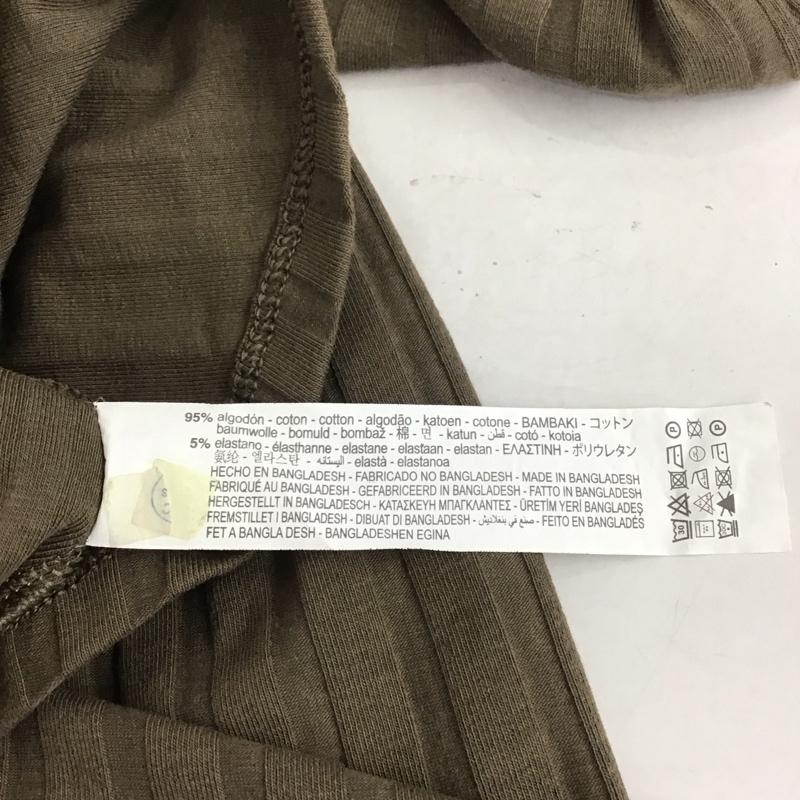 95% algodón - coton - cotton - algodão - katoen - cotone - BAMBAKI - コットン
baumwolle - bomuld - bombaž - 棉 - 면 - katun - قطن - cotó - kotoia
5% elastano - élasthanne - elastane - elastaan - elastan - ΕΛΑΣΤΙΝΗ - ポリウレタン
氨纶 - 엘라스탄 - اليستانه - elastà - elastanoa
HECHO EN BANGLADESH - FABRICADO NO BANGLADESH - MADE IN BANGLADESH
FABRIQUÉ AU BANGLADESH - GEFABRICEERD IN BANGLADESH - FATTO IN BANGLADESH
HERGESTELLT IN BANGLADESCH - ΚΑΤΑΣΚΕΥΗ ΜΠΑΓΚΛΑΝΤΕΣ - ÜRETİM YERİ BANGLADEŞ
FREMSTILLET I BANGLADESH - DIBUAT DI BANGLADESH - صنع في بنغلاديش - FEITO EN BANGLADÉS
FET A BANGLA DESH - BANGLADESHEN EGINA
P P
30